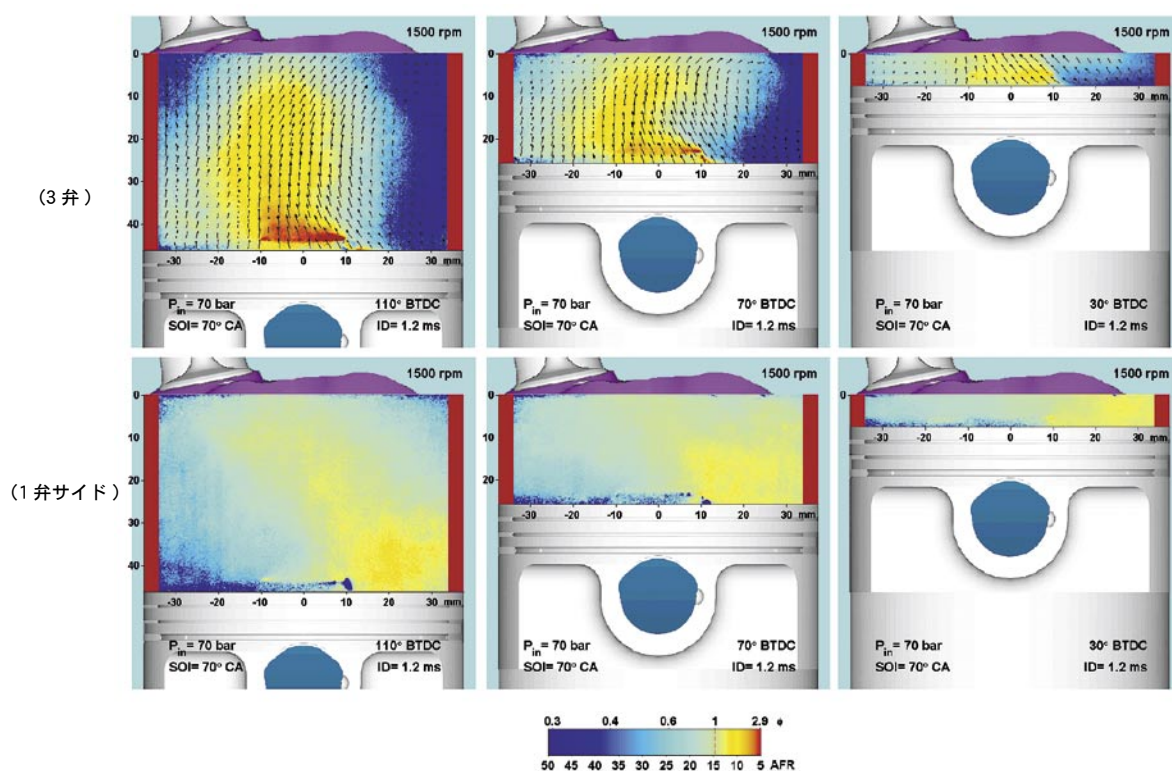 1500 rpm
0
10
20
30
40
-30 -20 -10 0 10 20 30 mm
P_in = 70 bar 110° BTDC
SOI= 70° CA ID= 1.2 ms
1500 rpm
0
10
20
-30 -20 -10 0 10 20 30 mm
P_in = 70 bar 70° BTDC
SOI= 70° CA ID= 1.2 ms
1500 rpm
0
-30 -20 -10 0 10 20 30 mm
P_in = 70 bar 30° BTDC
SOI= 70° CA ID= 1.2 ms
(3 弁)
1500 rpm
0
10
20
30
40
-30 -20 -10 0 10 20 30 mm
P_in = 70 bar 110° BTDC
SOI= 70° CA ID= 1.2 ms
1500 rpm
0
10
20
-30 -20 -10 0 10 20 30 mm
P_in = 70 bar 70° BTDC
SOI= 70° CA ID= 1.2 ms
1500 rpm
0
-30 -20 -10 0 10 20 30 mm
P_in = 70 bar 30° BTDC
SOI= 70° CA ID= 1.2 ms
(1 弁サイド)
0.3 0.4 0.6 1 2.9 φ
50 45 40 35 30 25 20 15 10 5 AFR